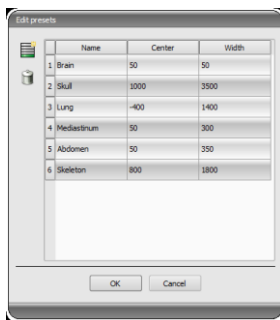 Edit presets
Name Center Width
1 Brain 50 50
2 Skull 1000 3500
3 Lung -400 1400
4 Mediastinum 50 300
5 Abdomen 50 350
6 Skeleton 800 1800
OK Cancel